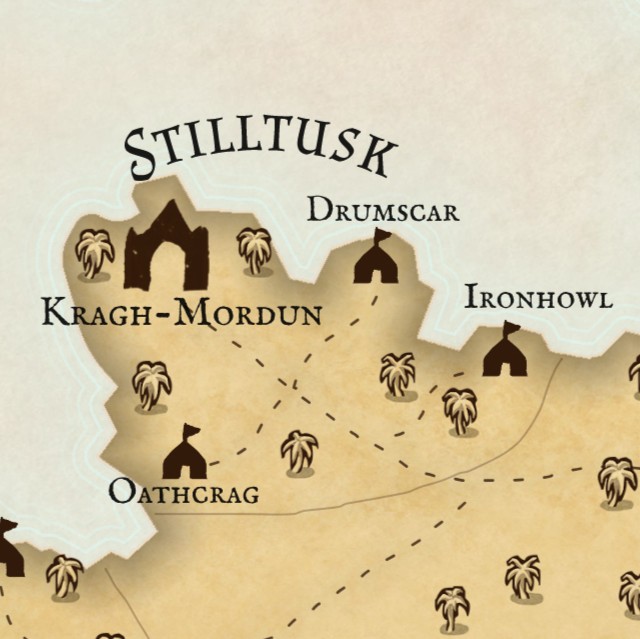 Stilltusk
Drumscar
Ironhowl
Kragh-Mordun
Oathcrag